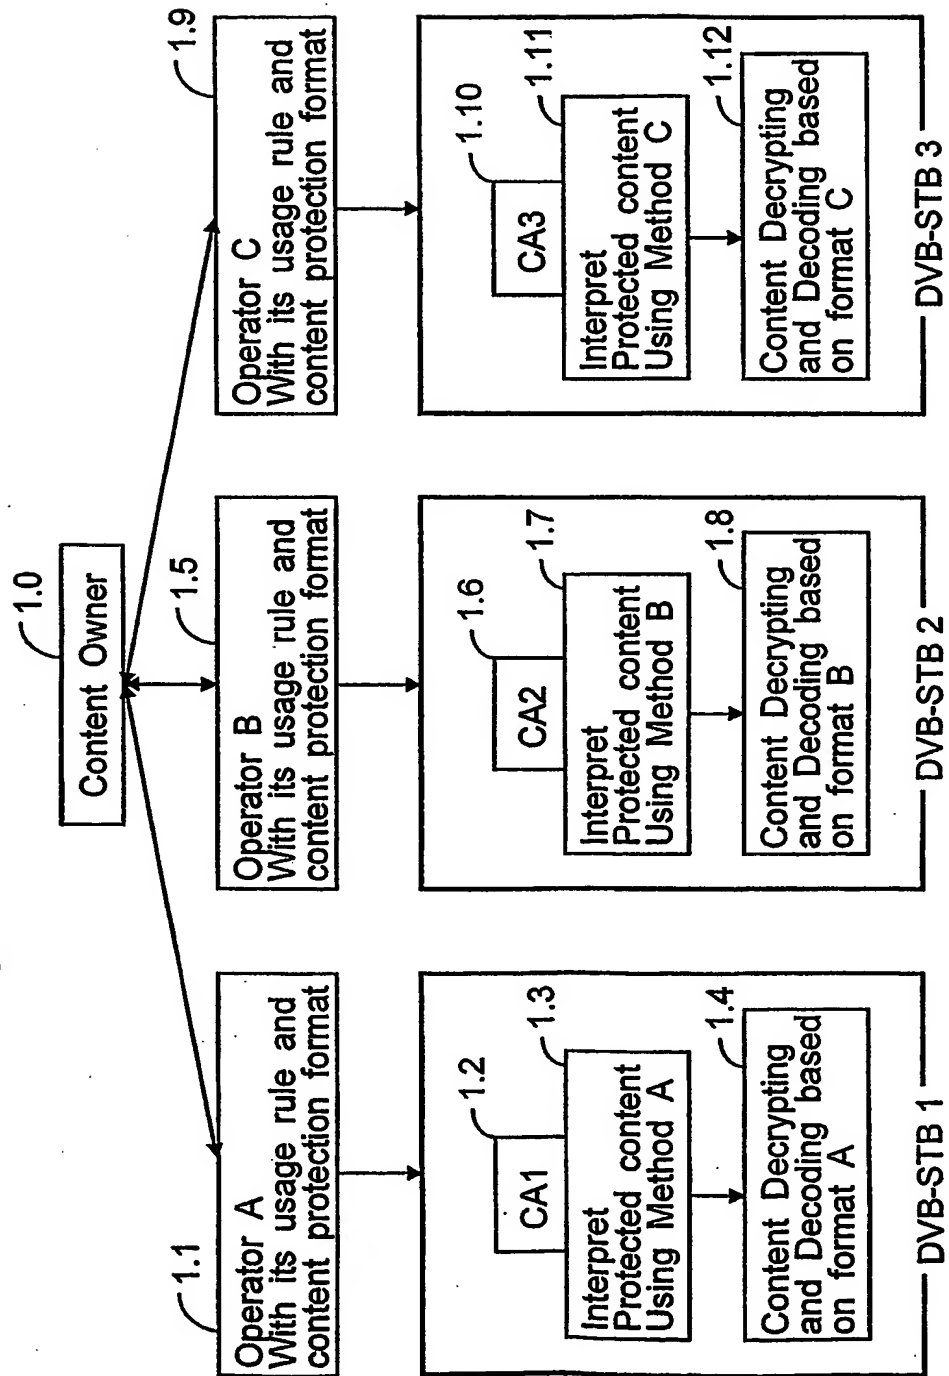 1.0
Content Owner
1.1
Operator A
With its usage rule and
content protection format
1.5
Operator B
With its usage rule and
content protection format
1.9
Operator C
With its usage rule and
content protection format
1.2
CA1
1.3
Interpret
Protected content
Using Method A
1.4
Content Decrypting
and Decoding based
on format A
DVB-STB 1
1.6
CA2
1.7
Interpret
Protected content
Using Method B
1.8
Content Decrypting
and Decoding based
on format B
DVB-STB 2
1.10
CA3
1.11
Interpret
Protected content
Using Method C
1.12
Content Decrypting
and Decoding based
on format C
DVB-STB 3